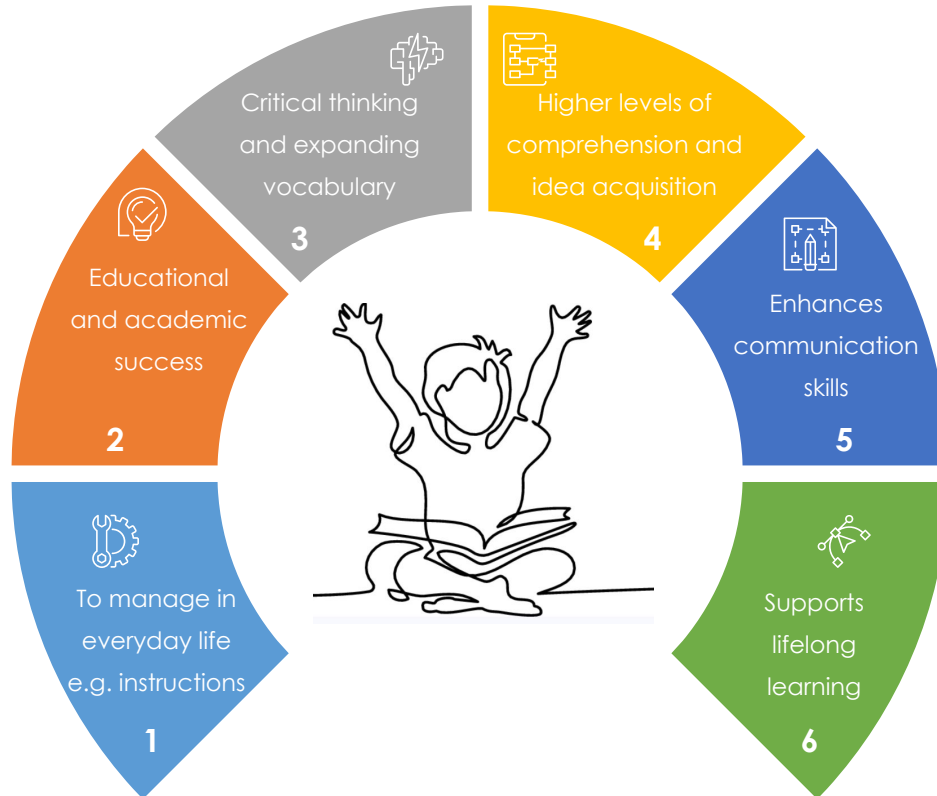 To manage in
everyday life
e.g. instructions
1
Educational
and academic
success
2
Critical thinking
and expanding
vocabulary
3
Higher levels of
comprehension and
idea acquisition
4
Enhances
communication
skills
5
Supports
lifelong
learning
6